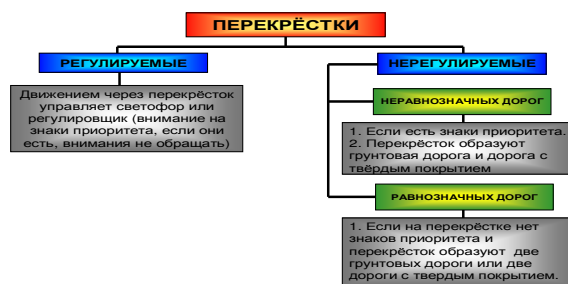 ПЕРЕКРЁСТКИ
РЕГУЛИРУЕМЫЕ
Движением через перекрёсток
управляет светофор или
регулировщик (внимание на
знаки приоритета, если они
есть, внимания не обращать)
НЕРЕГУЛИРУЕМЫЕ
НЕРАВНОЗНАЧНЫХ ДОРОГ
1. Если есть знаки приоритета.
2. Перекрёсток образуют
грунтовая дорога и дорога с
твёрдым покрытием
РАВНОЗНАЧНЫХ ДОРОГ
1. Если на перекрёстке нет
знаков приоритета и
перекрёсток образуют две
грунтовых дороги или две
дороги с твердым покрытием.